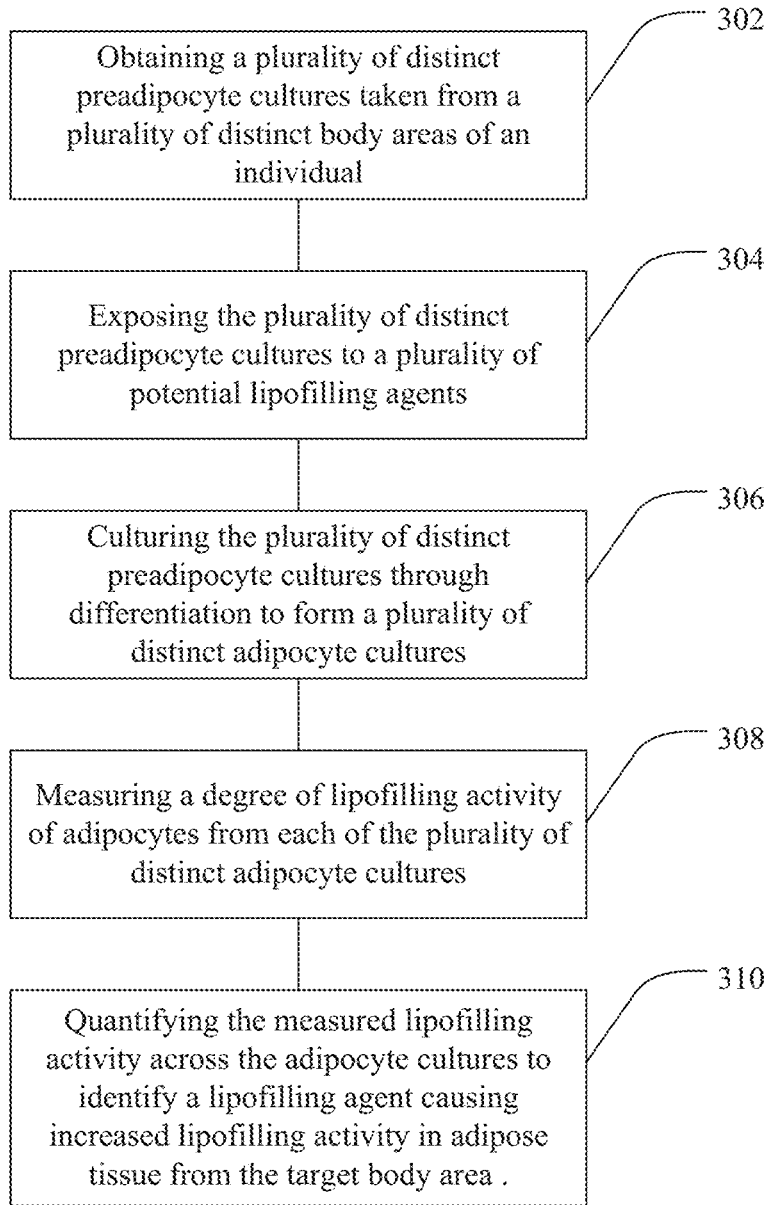 302
Obtaining a plurality of distinct
preadipocyte cultures taken from a
plurality of distinct body areas of an
individual
304
Exposing the plurality of distinct
preadipocyte cultures to a plurality of
potential lipofilling agents
306
Culturing the plurality of distinct
preadipocyte cultures through
differentiation to form a plurality of
distinct adipocyte cultures
308
Measuring a degree of lipofilling activity
of adipocytes from each of the plurality of
distinct adipocyte cultures
310
Quantifying the measured lipofilling
activity across the adipocyte cultures to
identify a lipofilling agent causing
increased lipofilling activity in adipose
tissue from the target body area .